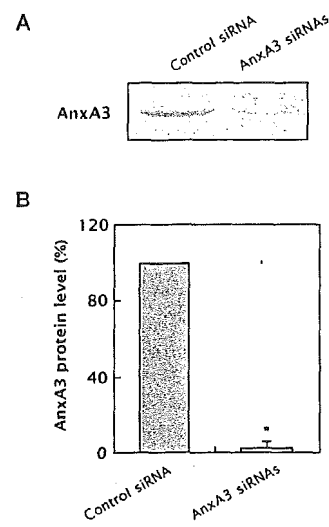 A
Control siRNA
AnxA3 siRNAs
AnxA3
B
AnxA3 protein level (%)
120
80
40
0
*
Control siRNA
AnxA3 siRNAs